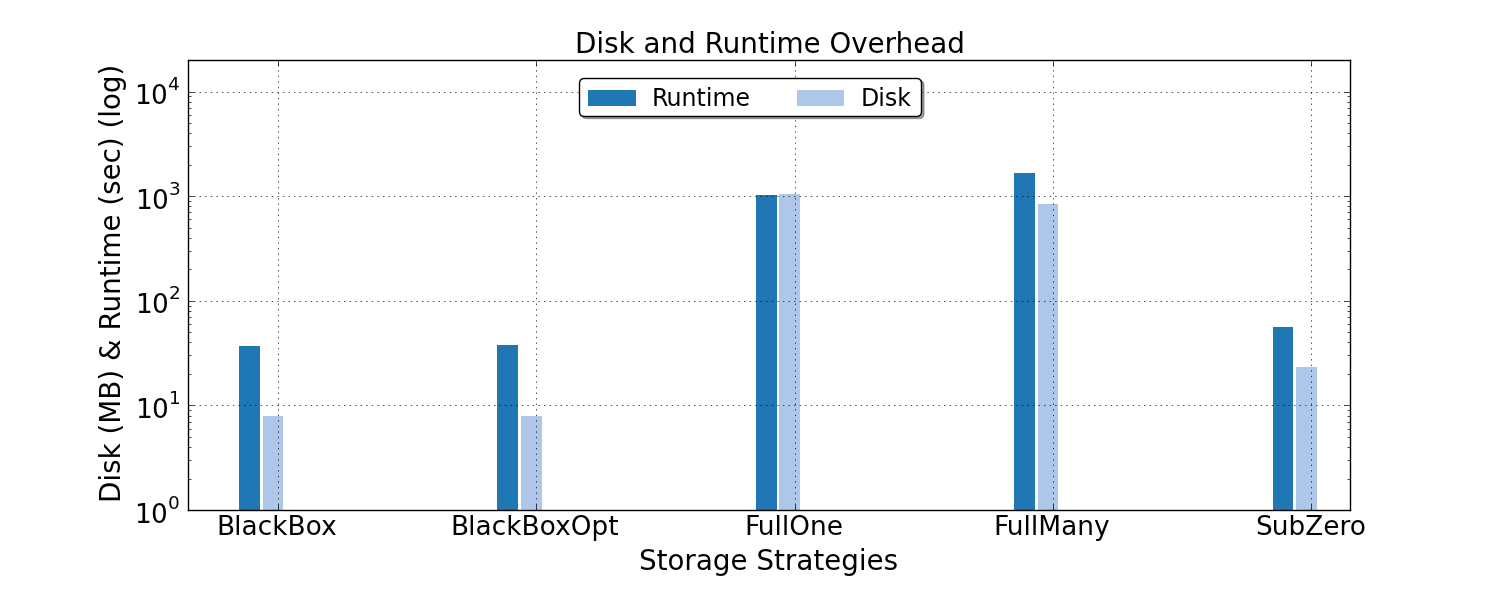 Disk and Runtime Overhead
Disk (MB) & Runtime (sec) (log)
10^4
10^3
10^2
10^1
10^0
Runtime Disk
BlackBox BlackBoxOpt FullOne FullMany SubZero
Storage Strategies